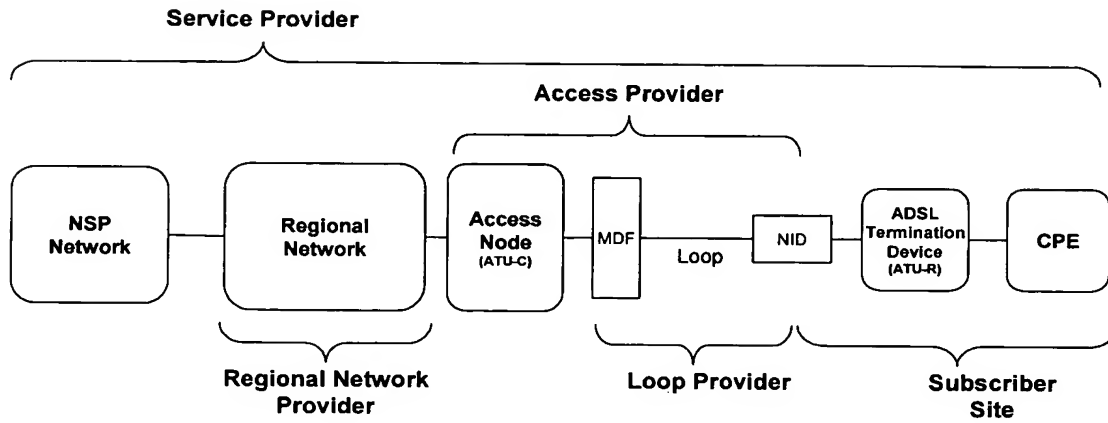 Service Provider
Access Provider
NSP
Network
Regional
Network
Access
Node
(ATU-C)
MDF
Loop
NID
ADSL
Termination
Device
(ATU-R)
CPE
Regional Network
Provider
Loop Provider
Subscriber
Site